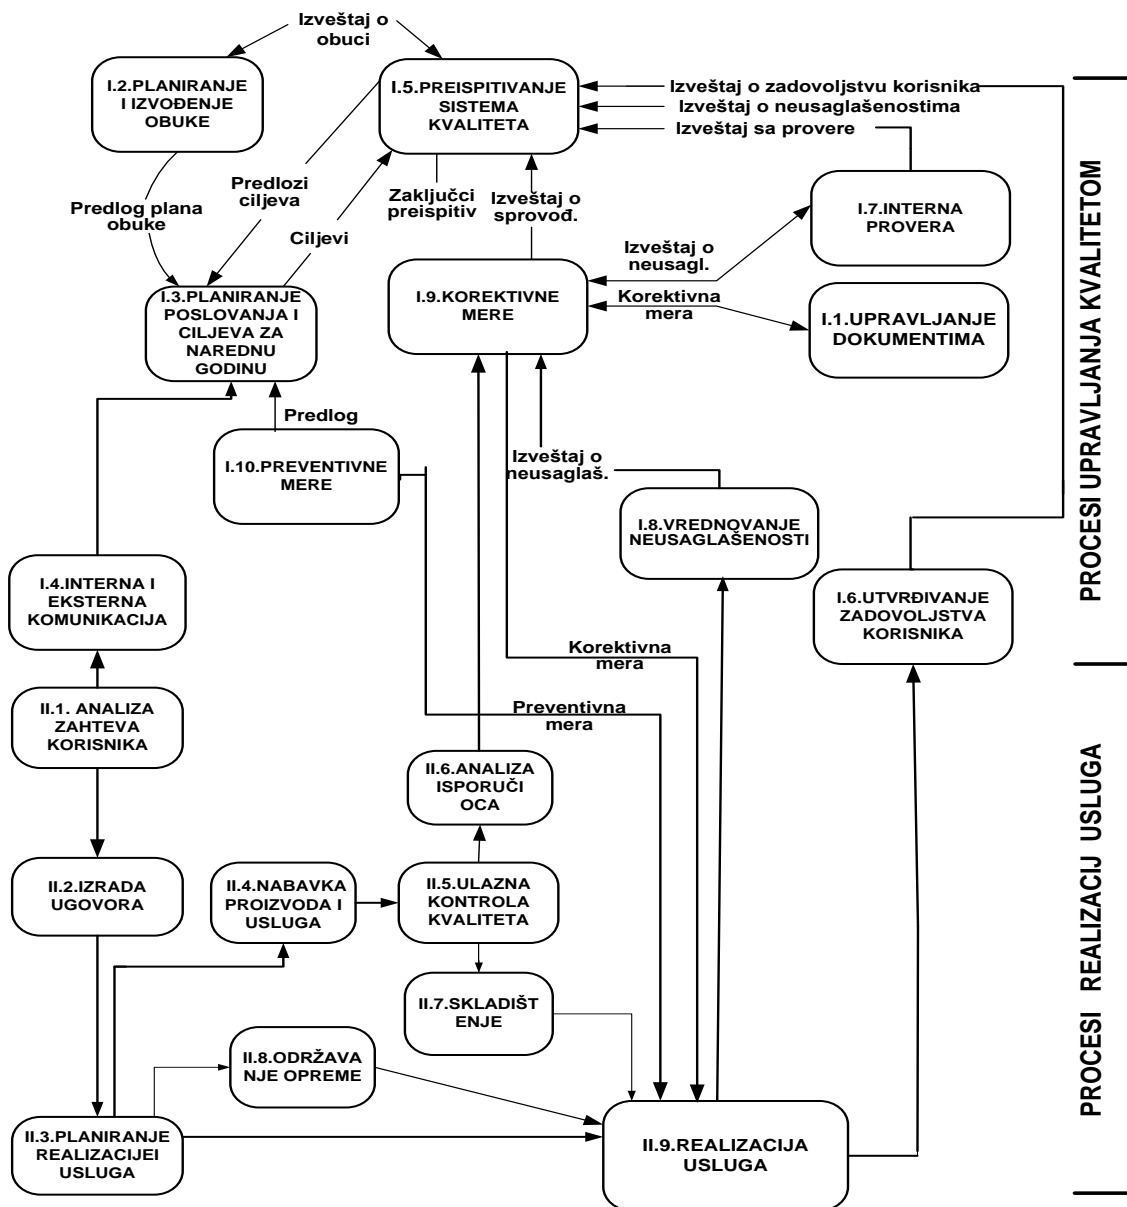 Izveštaj o
obuci
I.2.PLANIRANJE
I IZVOĐENJE
OBUKE
I.5.PREISPITIVANJE
SISTEMA
KVALITETA
Izveštaj o zadovoljstvu korisnika
Izveštaj o neusaglašenostima
Izveštaj sa provere
Predlog plana
obuke
Predlozi
ciljeva
Ciljevi
Zaključci
preispitiv
Izveštaj o
sprovođ.
I.7.INTERNA
PROVERA
Izveštaj o
neusagl.
I.3.PLANIRANJE
POSLOVANJA I
CILJEVA ZA
NAREDNU
GODINU
I.9.KOREKTIVNE
MERE
Korektivna
mera
I.1.UPRAVLJANJE
DOKUMENTIMA
Predlog
I.10.PREVENTIVNE
MERE
Izveštaj o
neusaglaš.
I.8.VREDNOVANJE
NEUSAGLAŠENOSTI
I.4.INTERNA I
EKSTERNA
KOMUNIKACIJA
I.6.UTVRĐIVANJE
ZADOVOLJSTVA
KORISNIKA
PROCESI UPRAVLJANJA KVALITETOM
Korektivna
mera
II.1. ANALIZA
ZAHTEVA
KORISNIKA
Preventivna
mera
II.6.ANALIZA
ISPORUČI
OCA
II.2.IZRADA
UGOVORA
II.4.NABAVKA
PROIZVODA I
USLUGA
II.5.ULAZNA
KONTROLA
KVALITETA
II.7.SKLADIŠT
ENJE
II.8.ODRŽAVA
NJE OPREME
II.3.PLANIRANJE
REALIZACIJEI
USLUGA
II.9.REALIZACIJA
USLUGA
PROCESI REALIZACIJ USLUGA